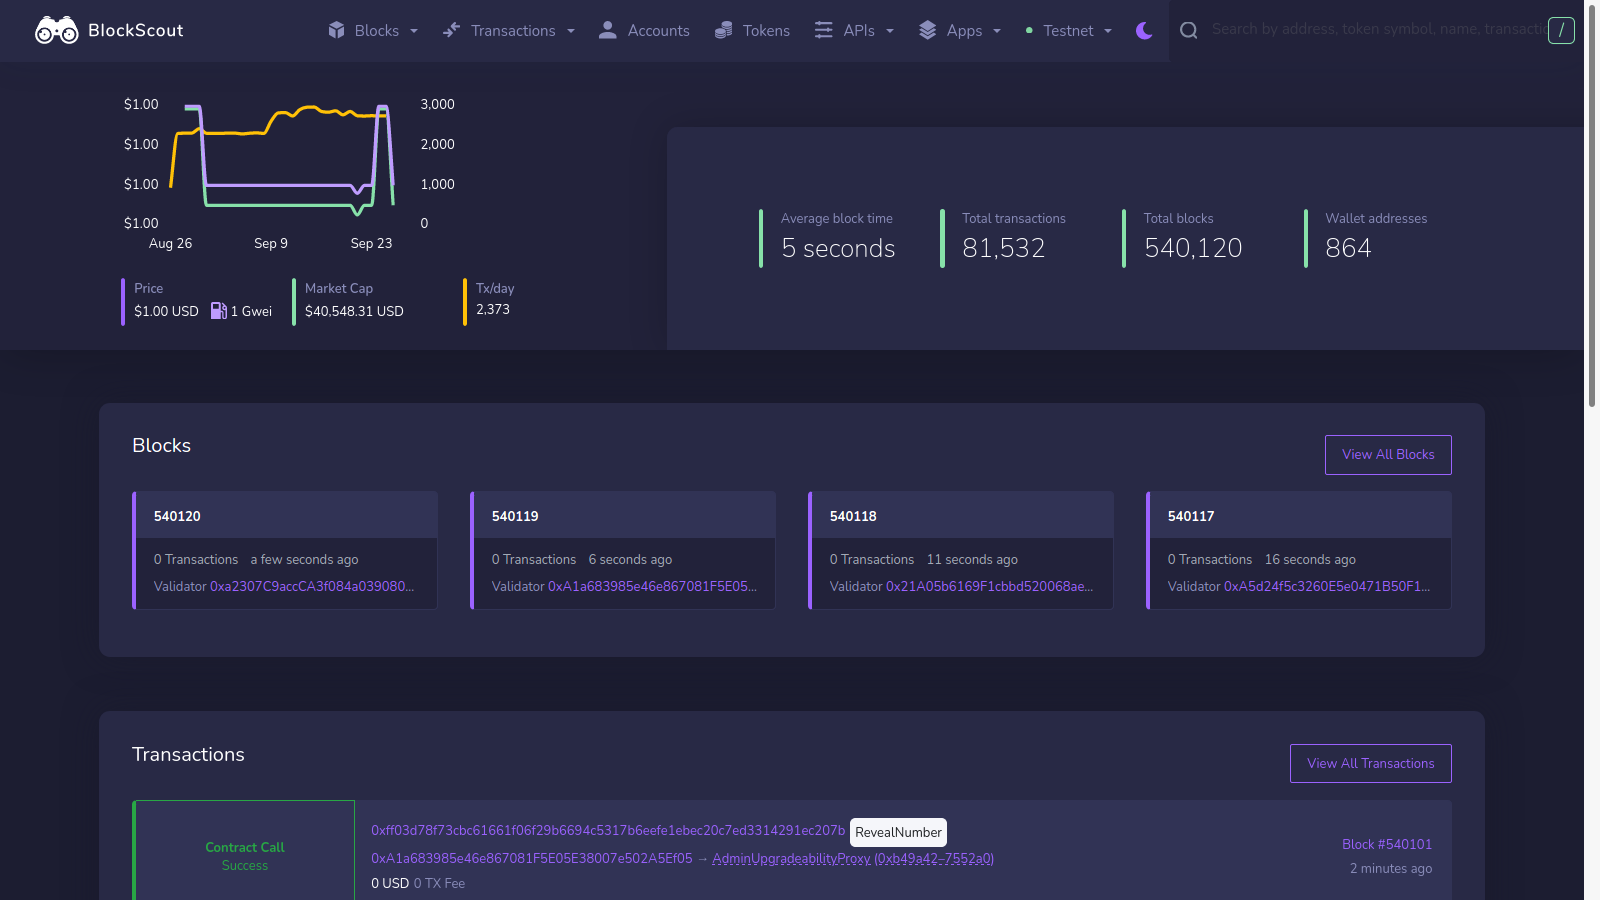 BlockScout
Blocks
Transactions
Accounts
Tokens
APIs
Apps
Testnet
Search by address, token symbol, name, transactio
/
$1.00
$1.00
$1.00
$1.00
3,000
2,000
1,000
0
Aug 26
Sep 9
Sep 23
Price
$1.00 USD
1 Gwei
Market Cap
$40,548.31 USD
Tx/day
2,373
Average block time
5 seconds
Total transactions
81,532
Total blocks
540,120
Wallet addresses
864
Blocks
View All Blocks
540120
0 Transactions a few seconds ago
Validator 0xa2307C9accCA3f084a039080...
540119
0 Transactions 6 seconds ago
Validator 0xA1a683985e46e867081F5E05...
540118
0 Transactions 11 seconds ago
Validator 0x21A05b6169F1cbbd520068ae...
540117
0 Transactions 16 seconds ago
Validator 0xA5d24f5c3260E5e0471B50F1...
Transactions
View All Transactions
Contract Call
Success
0xff03d78f73cbc61661f06f29b6694c5317b6eefe1ebec20c7ed3314291ec207b RevealNumber
0xA1a683985e46e867081F5E05E38007e502A5Ef05 → AdminUpgradeabilityProxy (0xb49a42–7552a0)
0 USD 0 TX Fee
Block #540101
2 minutes ago